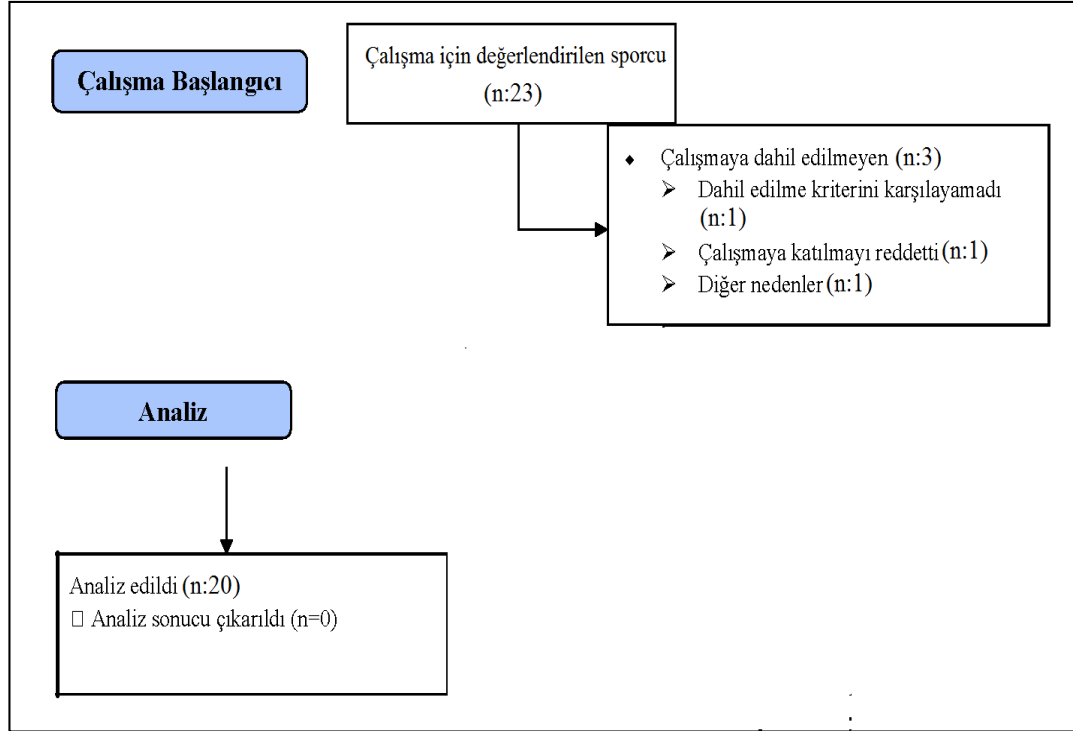 Çalışma Başlangıcı
Çalışma için değerlendirilen sporcu
(n:23)
⬥ Çalışmaya dahil edilmeyen (n:3)
➢ Dahil edilme kriterini karşılayamadı
(n:1)
➢ Çalışmaya katılmayı reddetti (n:1)
➢ Diğer nedenler (n:1)
Analiz
Analiz edildi (n:20)
□ Analiz sonucu çıkarıldı (n=0)